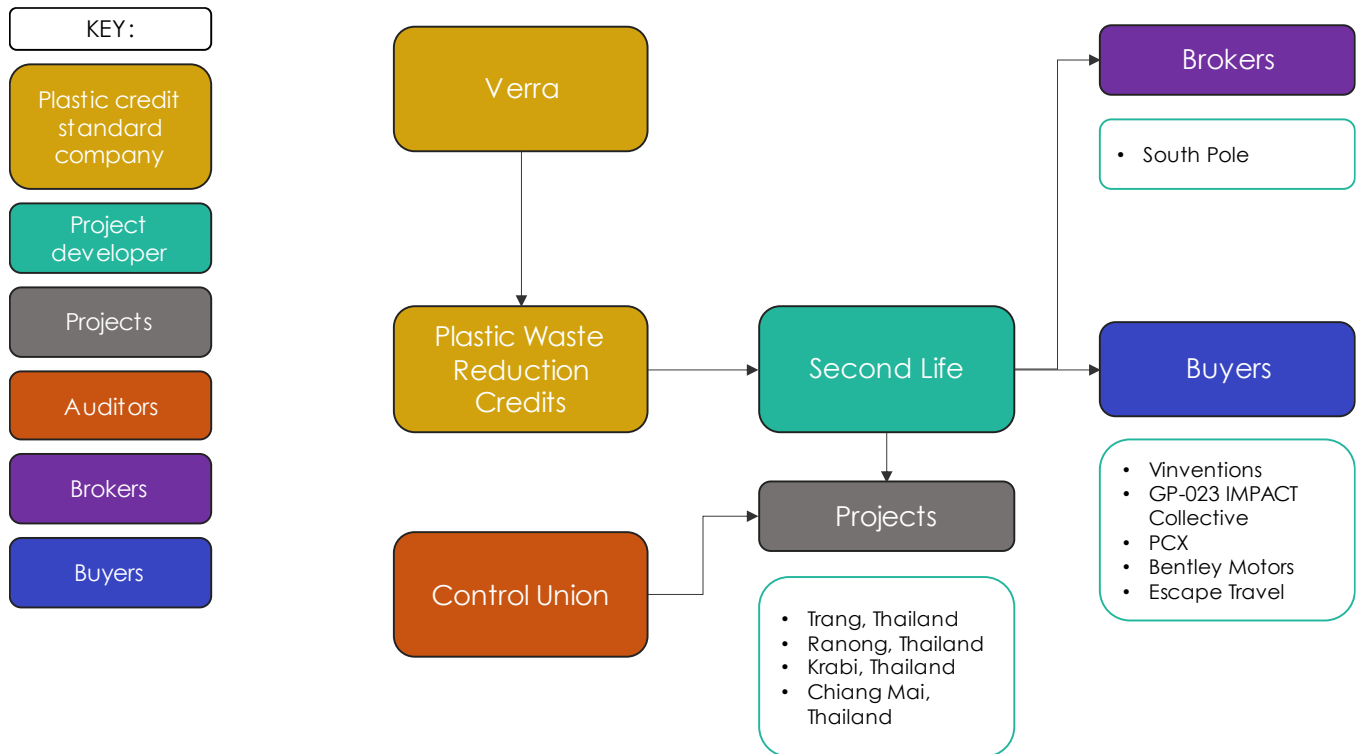 KEY:
Plastic credit
standard
company
Project
developer
Projects
Auditors
Brokers
Buyers
Verra
Plastic Waste
Reduction
Credits
Control Union
Second Life
Projects
• Trang, Thailand
• Ranong, Thailand
• Krabi, Thailand
• Chiang Mai,
Thailand
Brokers
• South Pole
Buyers
• Vinventions
• GP-023 IMPACT
Collective
• PCX
• Bentley Motors
• Escape Travel